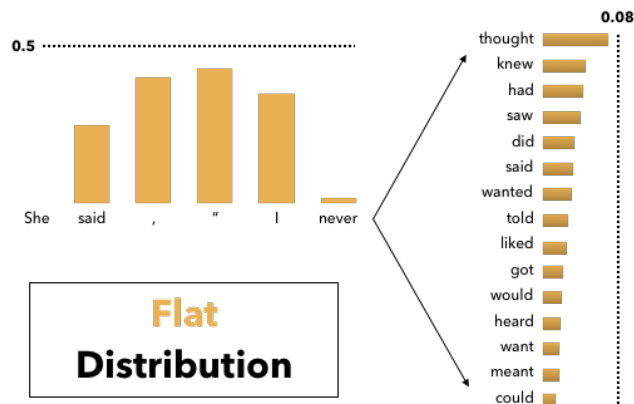 0.08
0.5
thought
knew
had
saw
did
said
wanted
told
liked
got
would
heard
want
meant
could
She said , " I never
Flat
Distribution